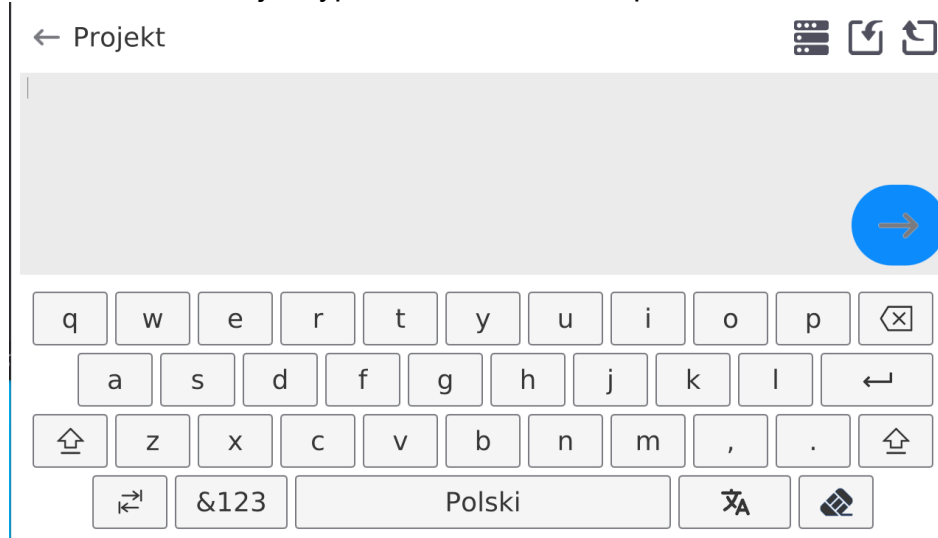 ← Projekt
q w e r t y u i o p
a s d f g h j k l
z x c v b n m , .
&123 Polski